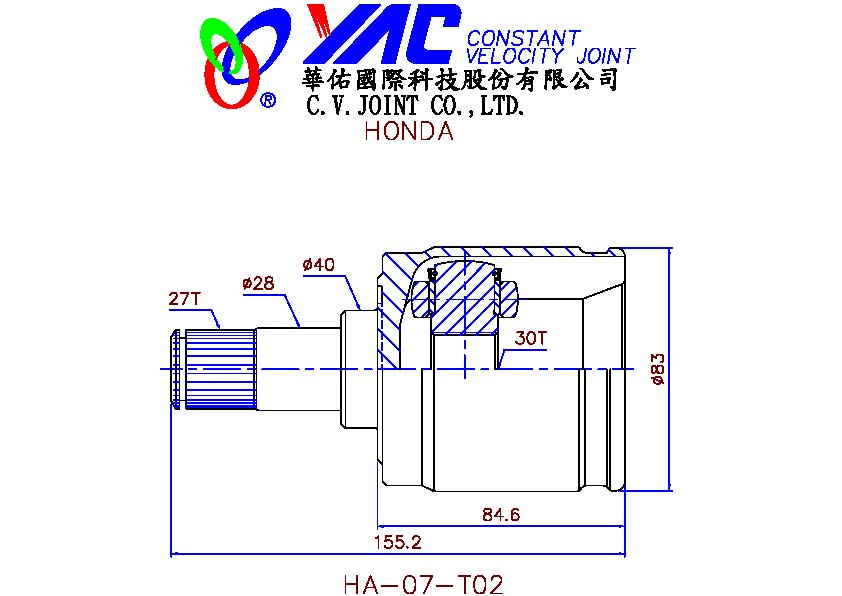 YAC CONSTANT
VELOCITY JOINT
®
華佑國際科技股份有限公司
C.V.JOINT CO.,LTD.
HONDA
ø40
ø28
27T
30T
ø83
84.6
155.2
HA-07-T02